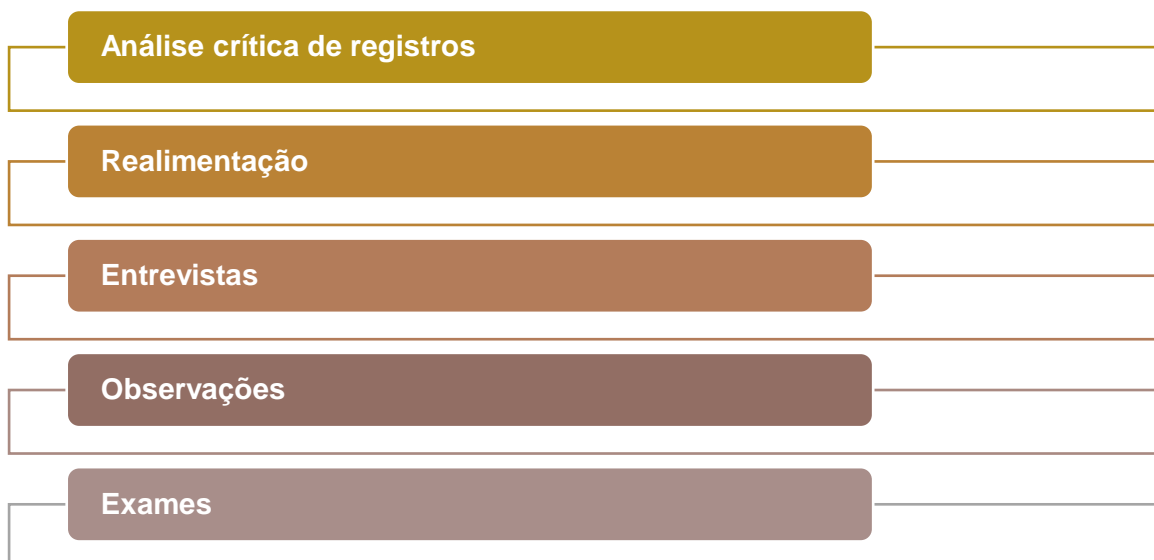 Análise crítica de registros
Realimentação
Entrevistas
Observações
Exames